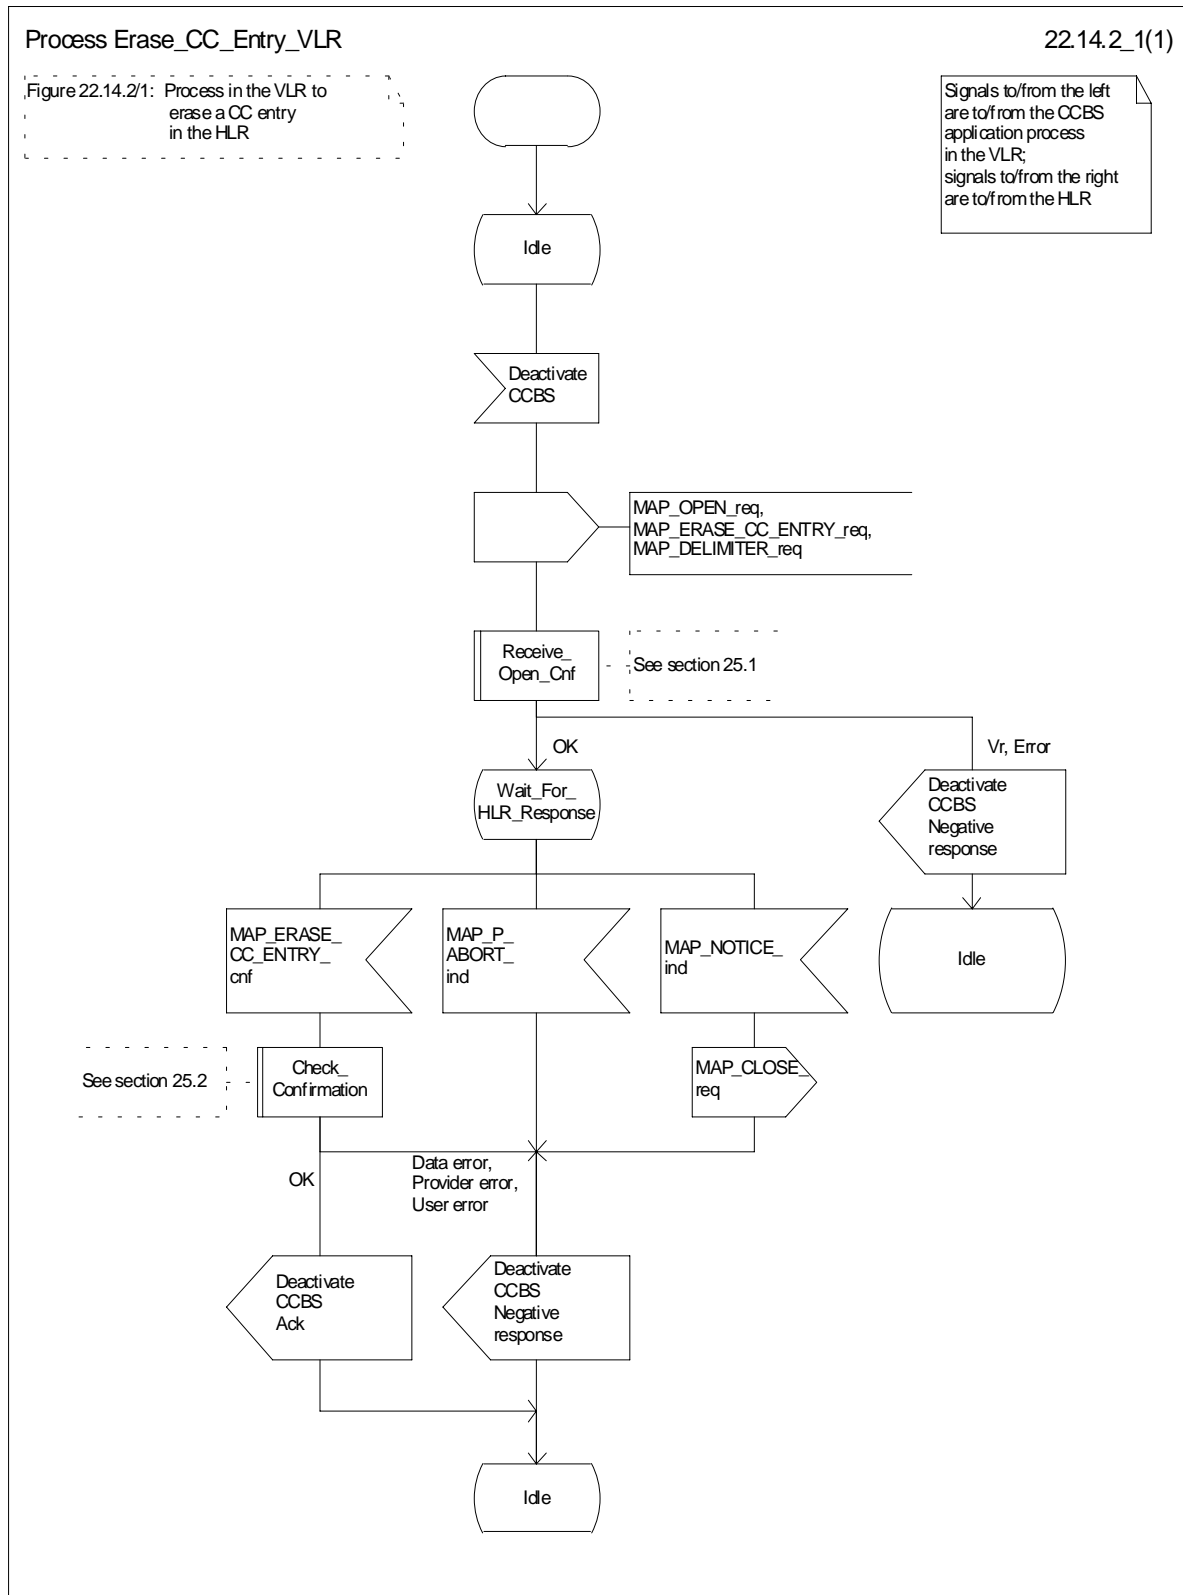 Process Erase_CC_Entry_VLR
22.14.2_1(1)
Figure 22.14.2/1: Process in the VLR to
erase a CC entry
in the HLR
Signals to/from the left
are to/from the CCBS
application process
in the VLR;
signals to/from the right
are to/from the HLR
Idle
Deactivate
CCBS
MAP_OPEN_req,
MAP_ERASE_CC_ENTRY_req,
MAP_DELIMITER_req
Receive_
Open_Cnf
See section 25.1
OK
Vr, Error
Wait_For_
HLR_Response
Deactivate
CCBS
Negative
response
MAP_ERASE_
CC_ENTRY_
cnf
MAP_P_
ABORT_
ind
MAP_NOTICE_
ind
Idle
See section 25.2
Check_
Confirmation
MAP_CLOSE_
req
OK
Data error,
Provider error,
User error
Deactivate
CCBS
Ack
Deactivate
CCBS
Negative
response
Idle